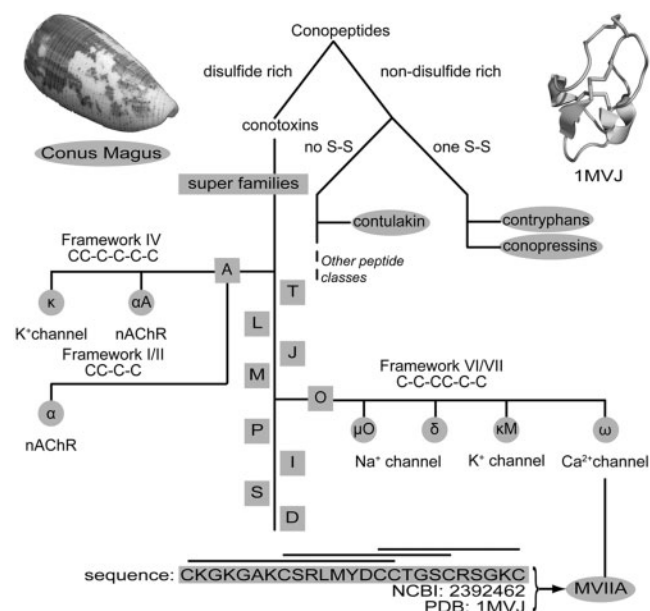 Conopeptides
disulfide rich
non-disulfide rich
Conus Magus
1MVJ
conotoxins
no S-S
one S-S
super families
contulakin
contryphans
conopressins
Other peptide
classes
Framework IV
CC-C-C-C-C
A
κ
αA
K⁺channel
nAChR
Framework I/II
CC-C-C
α
nAChR
T
L
J
M
O
P
I
S
D
Framework VI/VII
C-C-CC-C-C
μO
δ
κM
ω
Na⁺ channel
K⁺ channel
Ca²⁺channel
sequence: CKGKGAKCSRLMYDCCTGSCRSGKC
NCBI: 2392462
PDB: 1MVJ
MVIIA